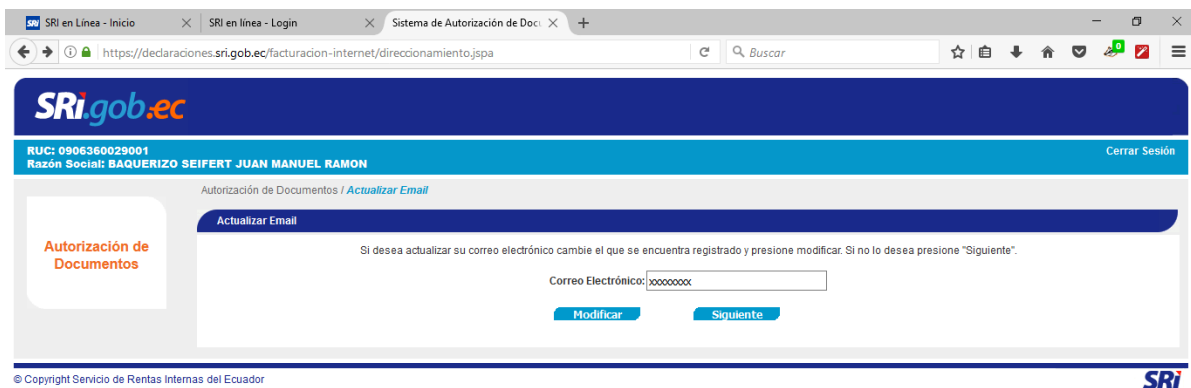 SRI en Línea - Inicio
SRI en línea - Login
Sistema de Autorización de Docu
https://declaraciones.sri.gob.ec/facturacion-internet/direccionamiento.jspa
Buscar
0
SRi.gob.ec
RUC: 0906360029001
Cerrar Sesión
Razón Social: BAQUERIZO SEIFERT JUAN MANUEL RAMON
Autorización de Documentos / Actualizar Email
Actualizar Email
Autorización de
Documentos
Si desea actualizar su correo electrónico cambie el que se encuentra registrado y presione modificar. Si no lo desea presione "Siguiente".
Correo Electrónico: xxxxxxxx
Modificar
Siguiente
© Copyright Servicio de Rentas Internas del Ecuador
SRi